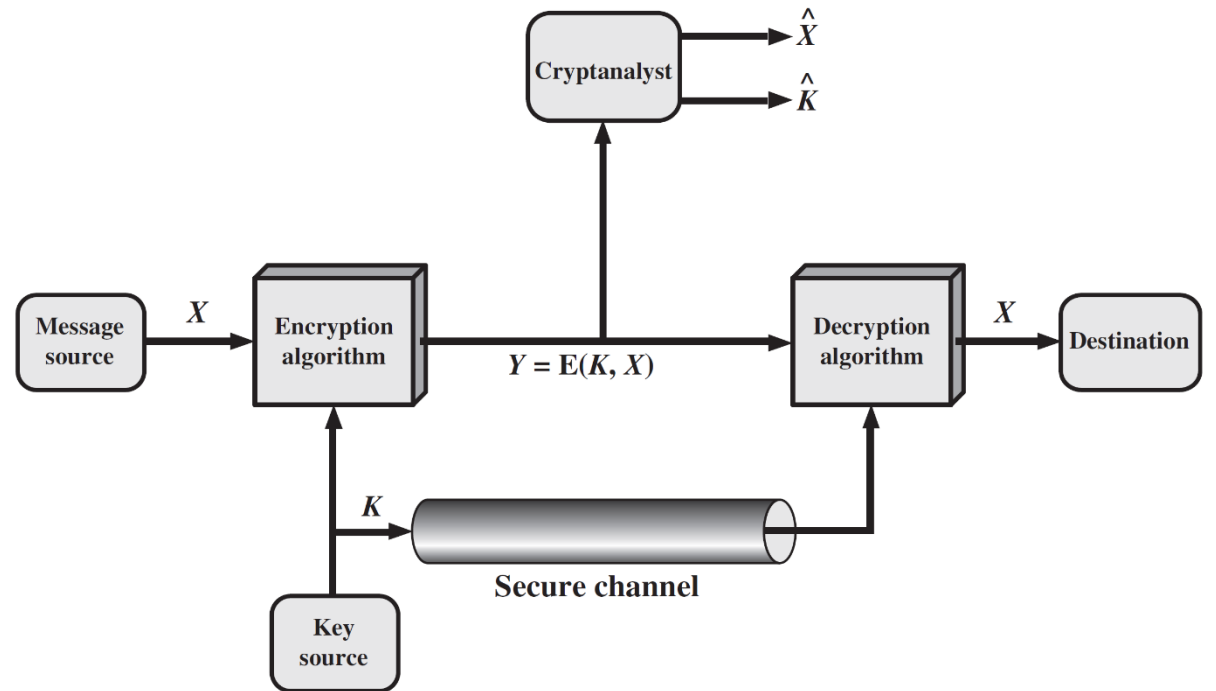 X̂
Cryptanalyst
K̂
Message
source
X
Encryption
algorithm
Y = E(K, X)
Decryption
algorithm
X
Destination
K
Secure channel
Key
source